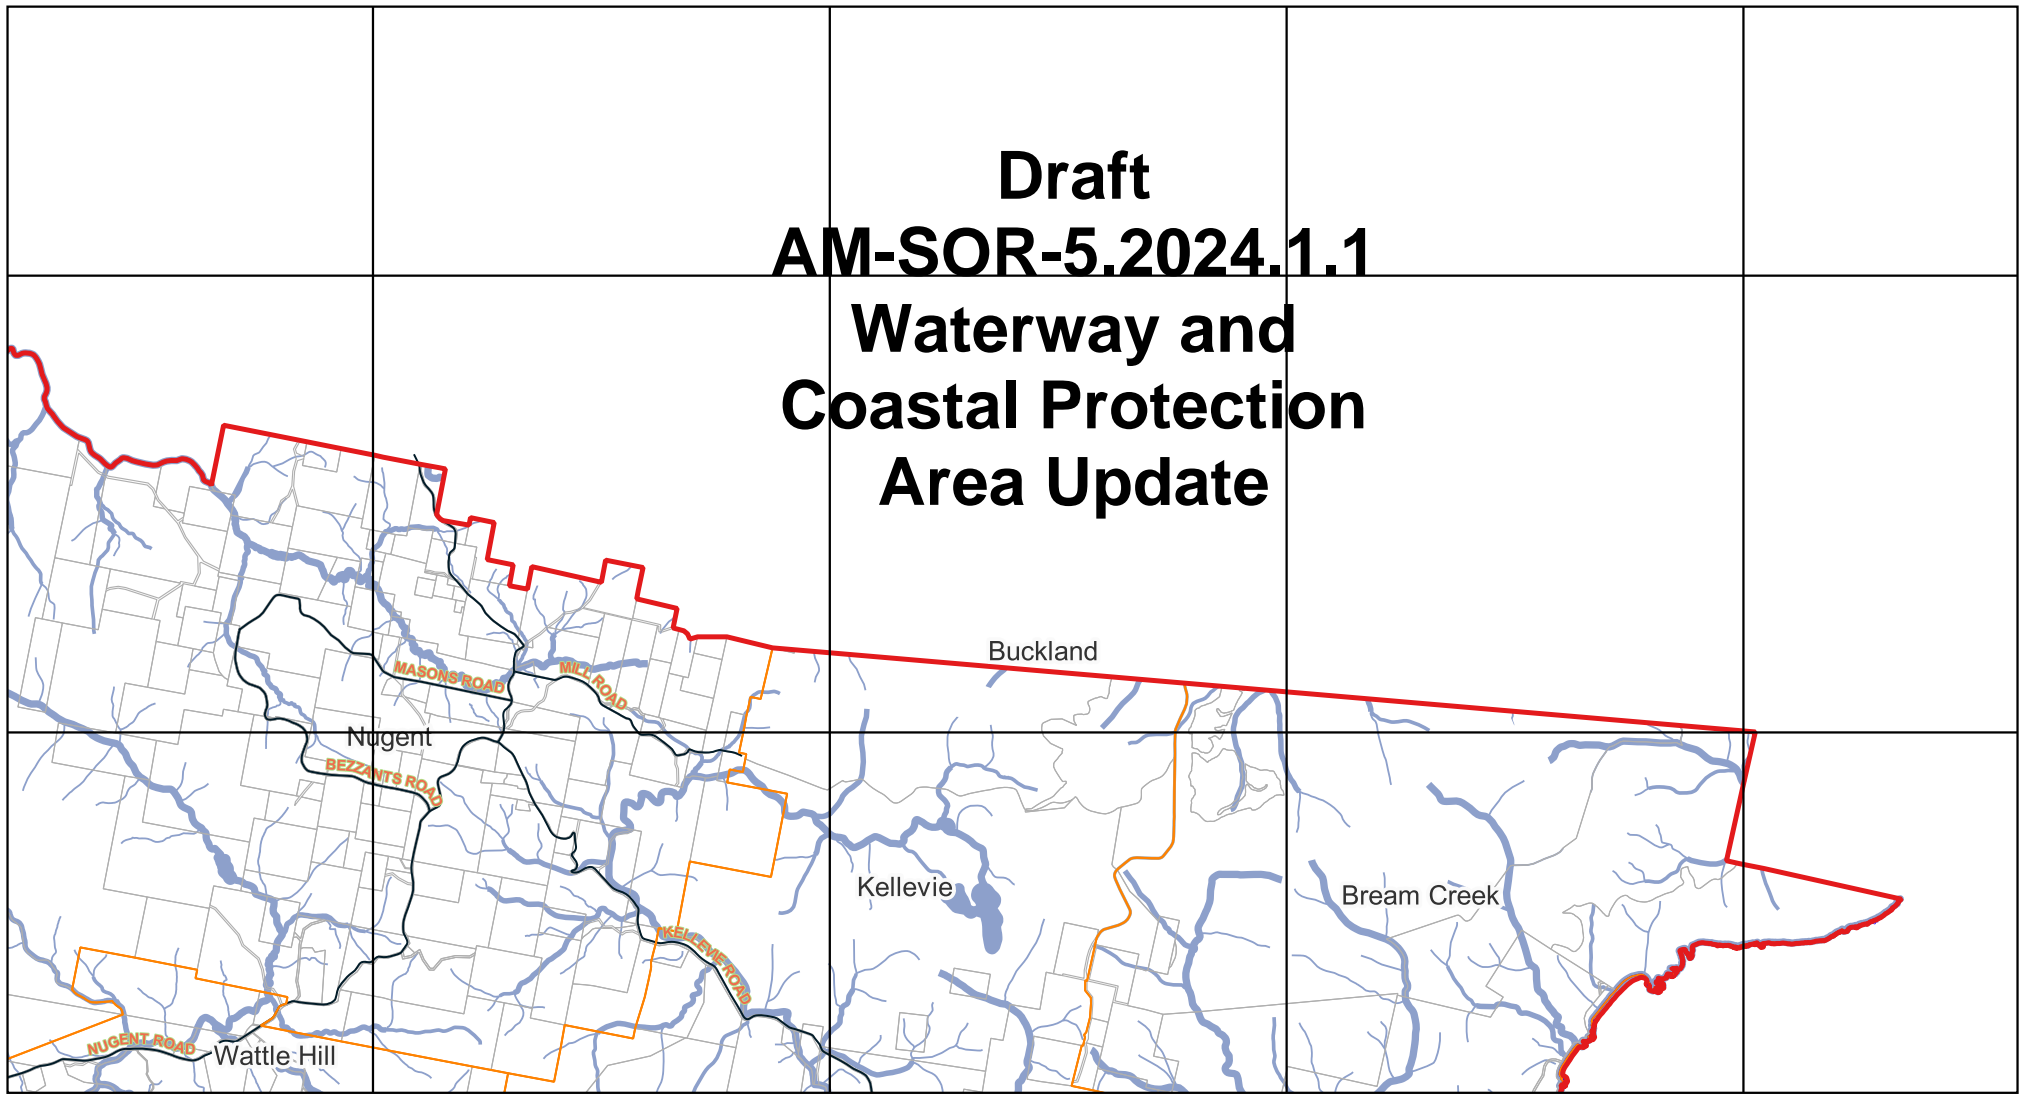 Draft
AM-SOR-5.2024.1.1
Waterway and
Coastal Protection
Area Update
Buckland
MASONS ROAD
MILL ROAD
Nugent
BEZZANTS ROAD
Kellevie
Bream Creek
KELLEVIE ROAD
NUGENT ROAD
Wattle Hill